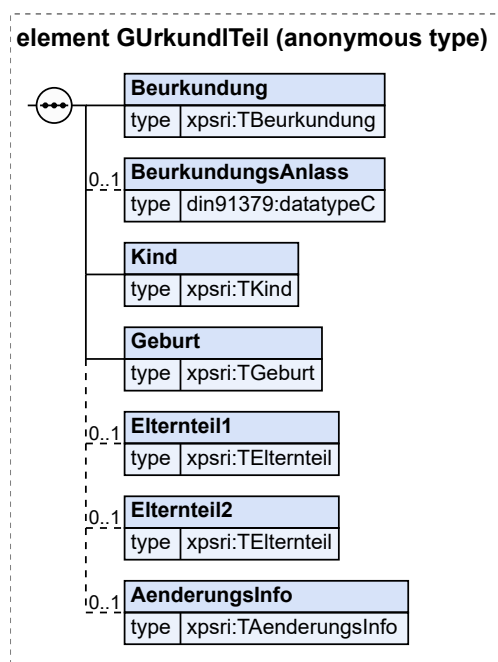 element GUrkundlTeil (anonymous type)
Beurkundung
type xpsri:TBeurkundung
0..1
BeurkundungsAnlass
type din91379:datatypeC
Kind
type xpsri:TKind
Geburt
type xpsri:TGeburt
0..1
Elternteil1
type xpsri:TElternteil
0..1
Elternteil2
type xpsri:TElternteil
0..1
AenderungsInfo
type xpsri:TAenderungsInfo